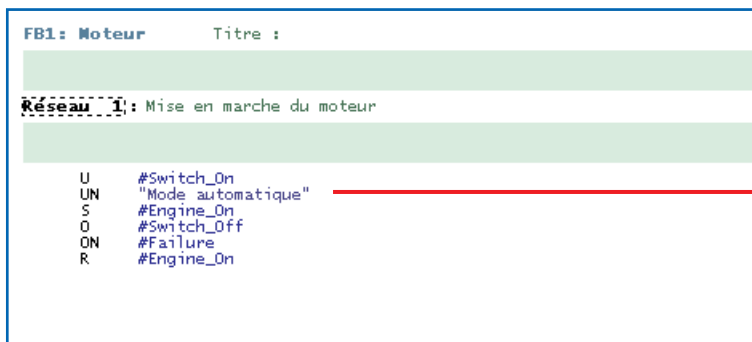 FB1: Moteur Titre :
Réseau 1: Mise en marche du moteur
U #Switch_On
UN "Mode automatique"
S #Engine_On
O #Switch_Off
ON #Failure
R #Engine_On